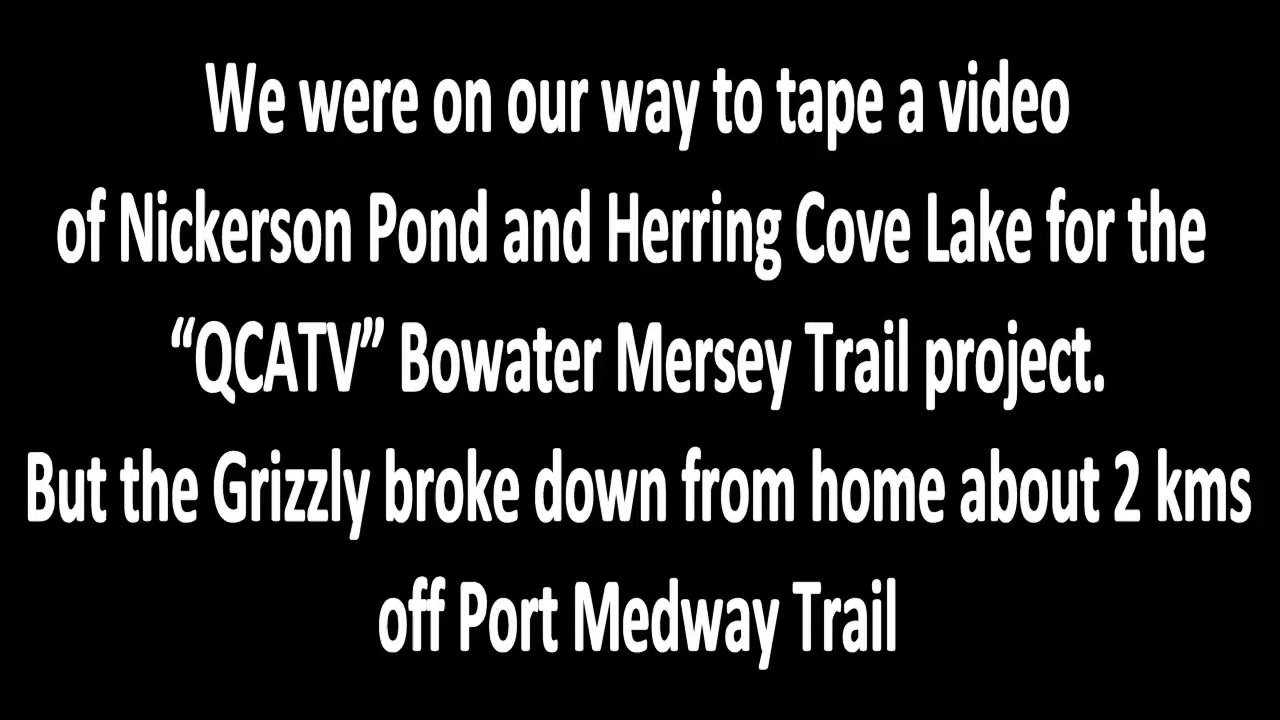 We were on our way to tape a video
of Nickerson Pond and Herring Cove Lake for the
“QCATV” Bowater Mersey Trail project.
But the Grizzly broke down from home about 2 kms
off Port Medway Trail